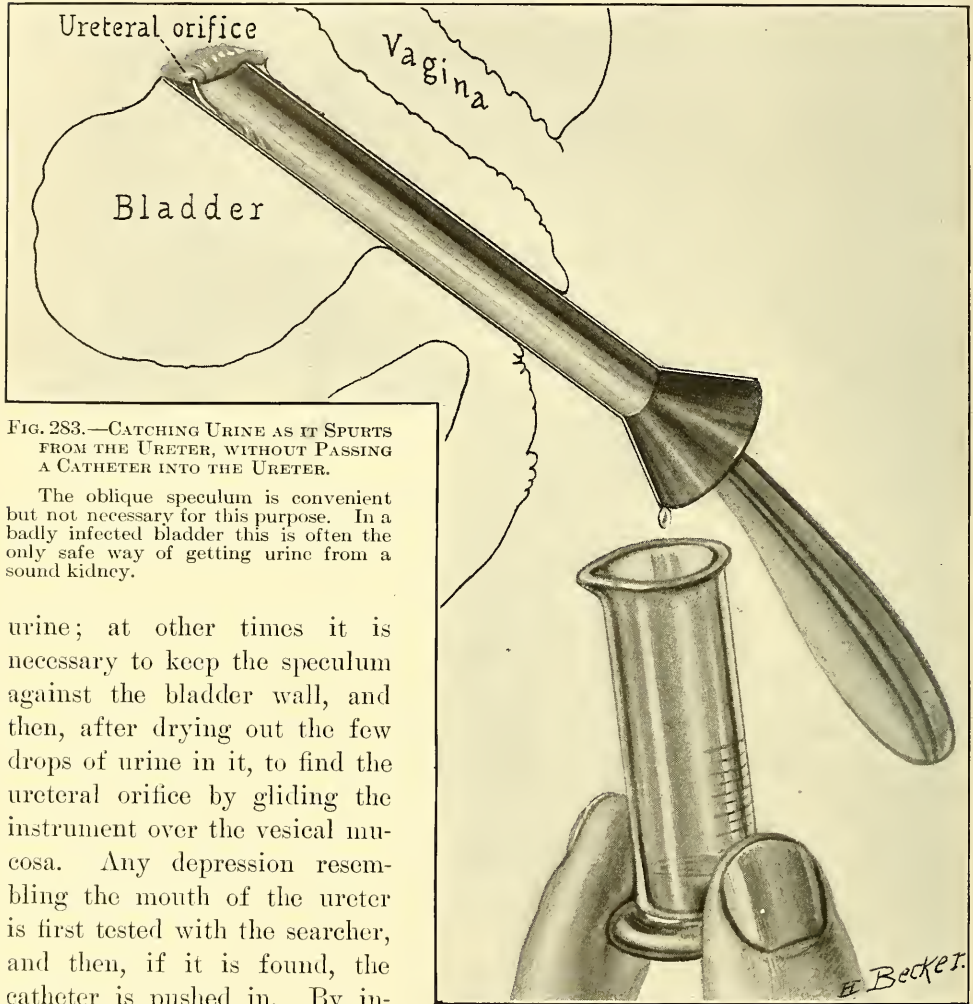 Ureteral orifice
Vagina
Bladder
FIG. 283.—CATCHING URINE AS IT SPURTS
FROM THE URETER, WITHOUT PASSING
A CATHETER INTO THE URETER.
The oblique speculum is convenient
but not necessary for this purpose. In a
badly infected bladder this is often the
only safe way of getting urine from a
sound kidney.
urine; at other times it is
necessary to keep the speculum
against the bladder wall, and
then, after drying out the few
drops of urine in it, to find the
ureteral orifice by gliding the
instrument over the vesical mu-
cosa. Any depression resem-
bling the mouth of the ureter
is first tested with the searcher,
and then, if it is found, the
catheter is pushed in. By in-
H Becker.